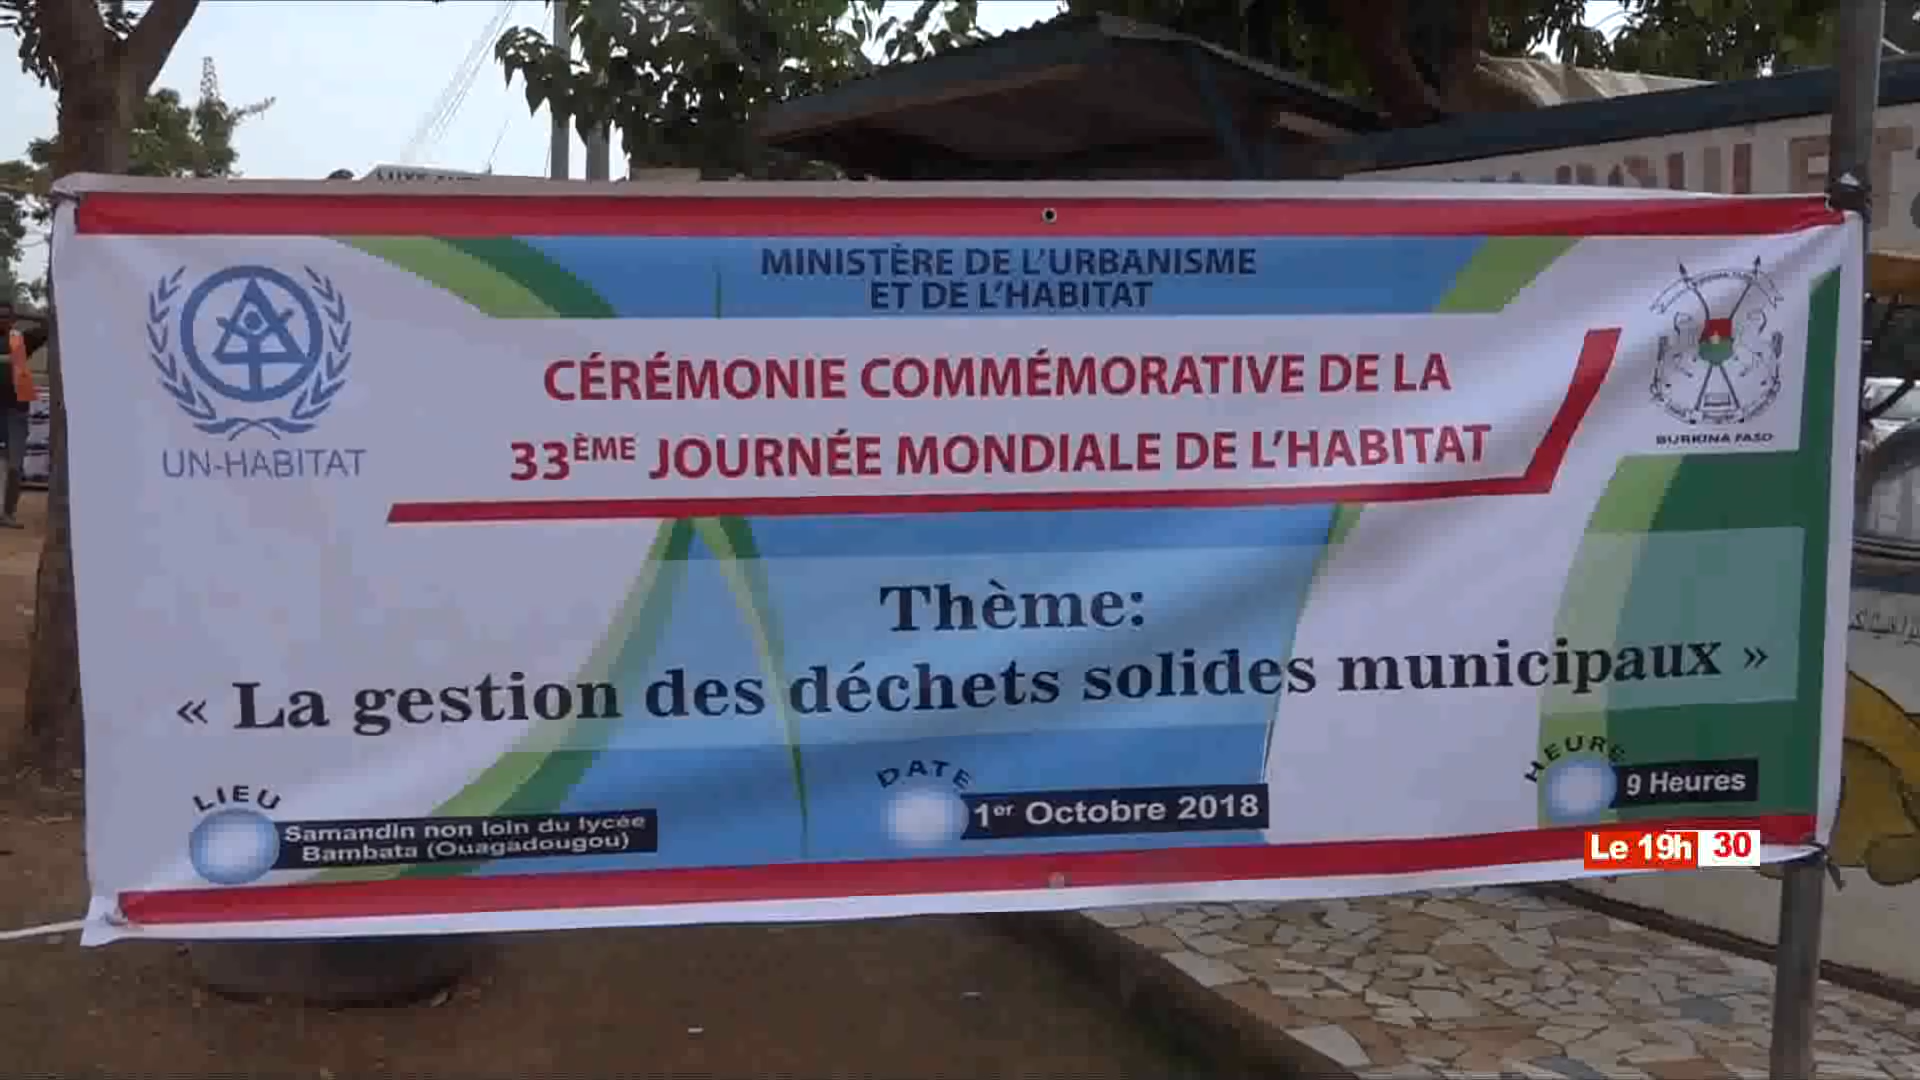 MINISTÈRE DE L'URBANISME
ET DE L'HABITAT
UN-HABITAT
BURKINA FASO
CÉRÉMONIE COMMÉMORATIVE DE LA
33ÈME JOURNÉE MONDIALE DE L'HABITAT
Thème:
« La gestion des déchets solides municipaux »
LIEU
Samandin non loin du lycée
Bambata (Ouagadougou)
DATE
1er Octobre 2018
HEURE
9 Heures
Le 19h 30